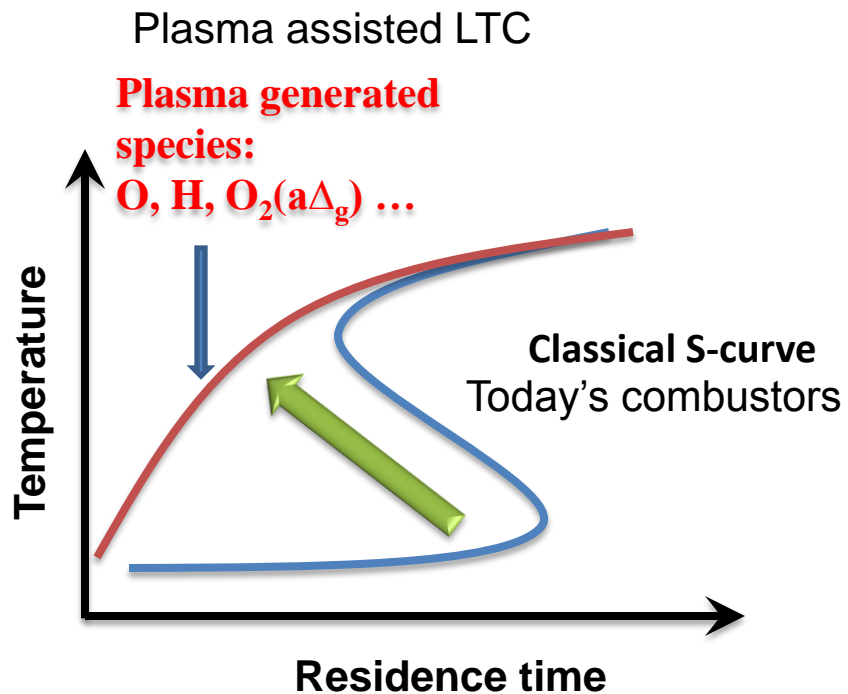 Plasma assisted LTC
Plasma generated
species:
O, H, O₂(aΔg) …
Temperature
Classical S-curve
Today's combustors
Residence time